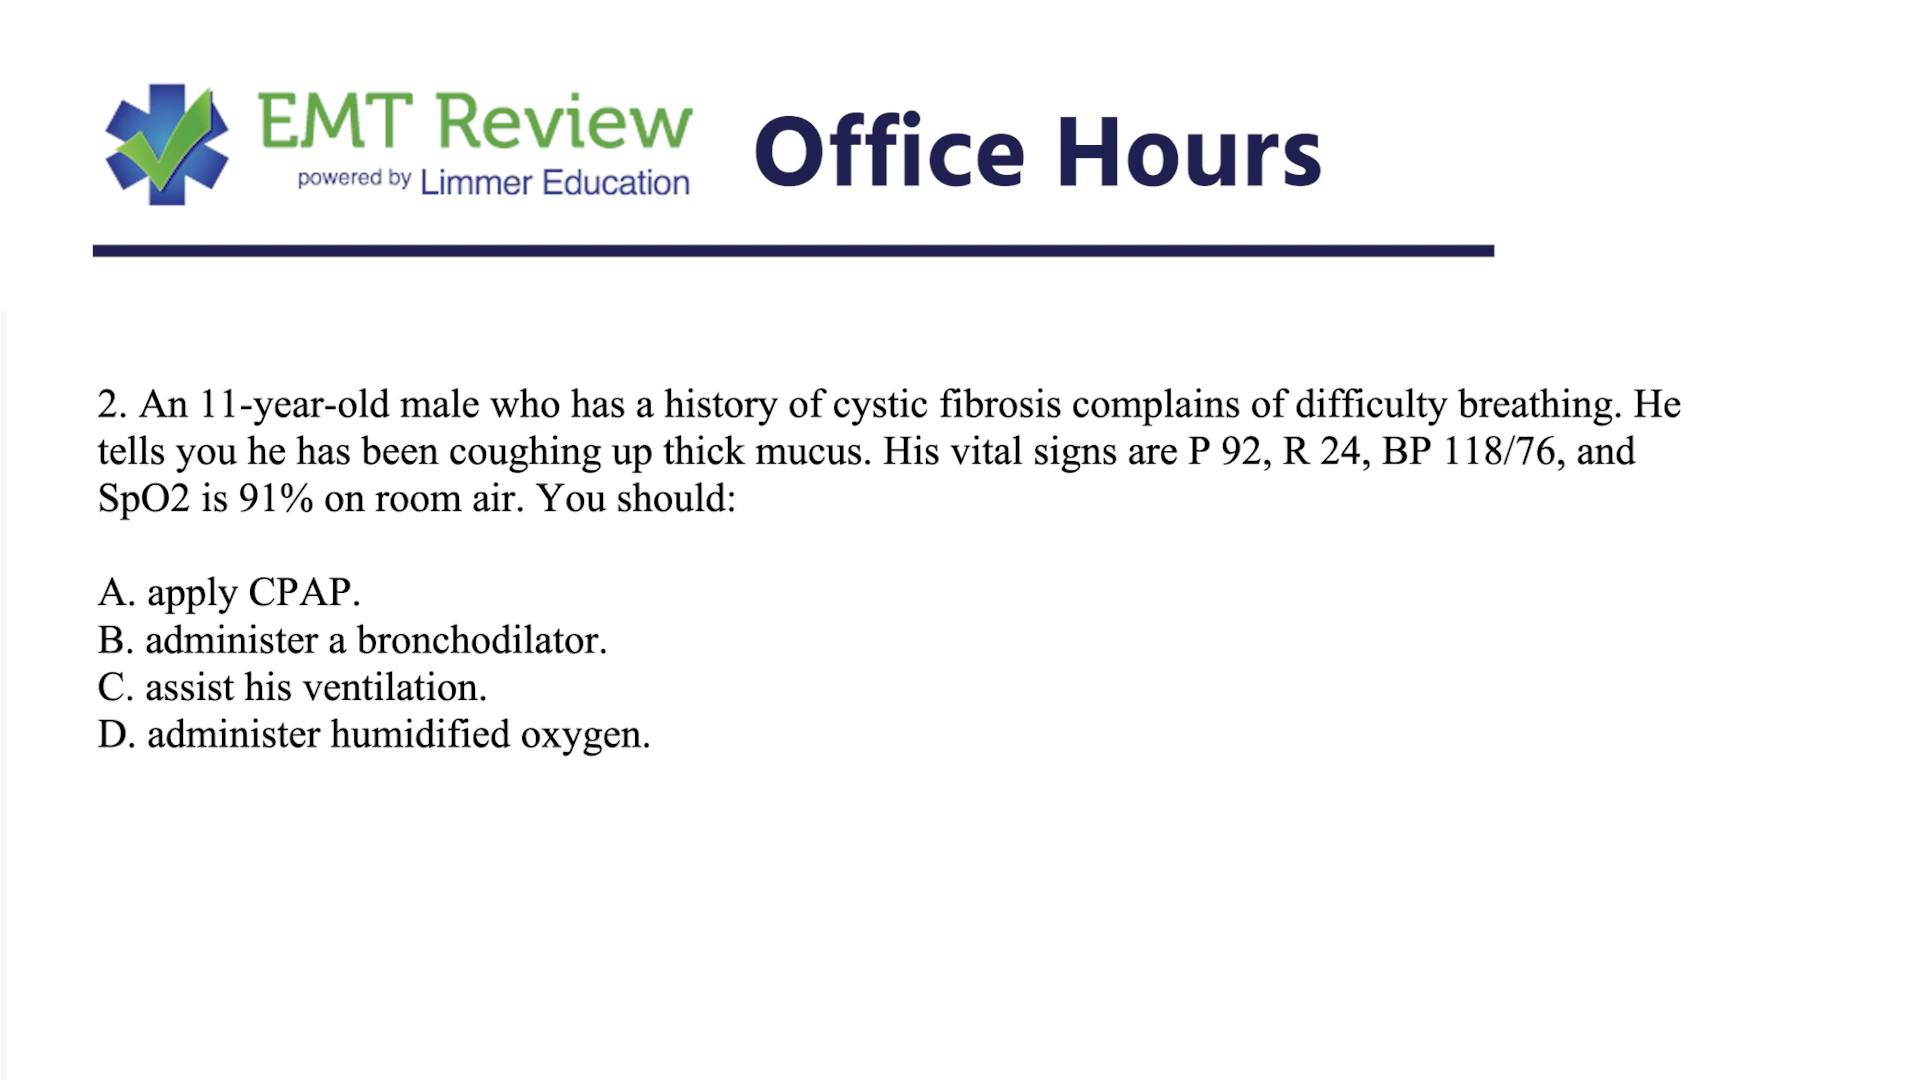 EMT Review
powered by Limmer Education
Office Hours
2. An 11-year-old male who has a history of cystic fibrosis complains of difficulty breathing. He
tells you he has been coughing up thick mucus. His vital signs are P 92, R 24, BP 118/76, and
SpO2 is 91% on room air. You should:
A. apply CPAP.
B. administer a bronchodilator.
C. assist his ventilation.
D. administer humidified oxygen.